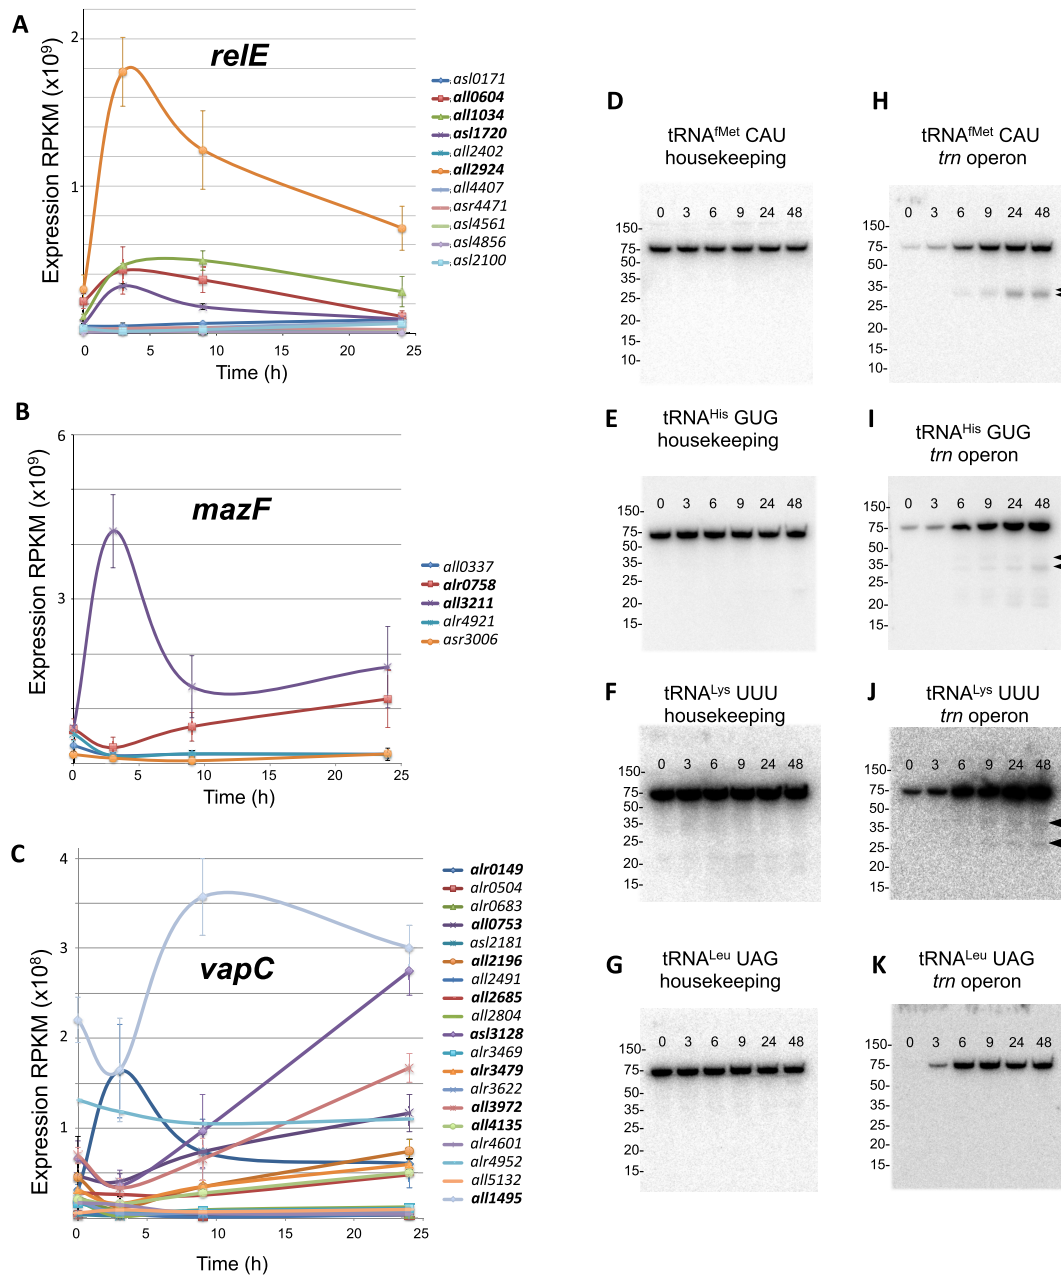 A
relE
Expression RPKM (x10⁹)
2
1
0 5 10 15 20 25
Time (h)
asl0171
all0604
all1034
asl1720
all2402
all2924
all4407
asr4471
asl4561
asl4856
asl2100
B
mazF
Expression RPKM (x10⁹)
6
3
0 5 10 15 20 25
Time (h)
all0337
alr0758
all3211
alr4921
asr3006
C
vapC
Expression RPKM (x10⁸)
4
3
2
1
0 5 10 15 20 25
Time (h)
alr0149
alr0504
alr0683
all0753
asl2181
all2196
all2491
all2685
all2804
asl3128
alr3469
alr3479
alr3622
all3972
all4135
alr4601
alr4952
all5132
all1495
D
tRNAfMet CAU
housekeeping
0 3 6 9 24 48
150-
75-
50-
35-
25-
20-
15-
10-
H
tRNAfMet CAU
trn operon
0 3 6 9 24 48
150-
75-
50-
35-
25-
20-
15-
10-
E
tRNAHis GUG
housekeeping
0 3 6 9 24 48
150-
75-
50-
35-
25-
20-
15-
I
tRNAHis GUG
trn operon
0 3 6 9 24 48
150-
75-
50-
35-
25-
20-
15-
F
tRNALys UUU
housekeeping
0 3 6 9 24 48
150-
75-
50-
35-
25-
20-
15-
J
tRNALys UUU
trn operon
0 3 6 9 24 48
150-
75-
50-
35-
25-
20-
15-
G
tRNALeu UAG
housekeeping
0 3 6 9 24 48
150-
75-
50-
35-
25-
20-
15-
K
tRNALeu UAG
trn operon
0 3 6 9 24 48
150-
75-
50-
35-
25-
20-
15-